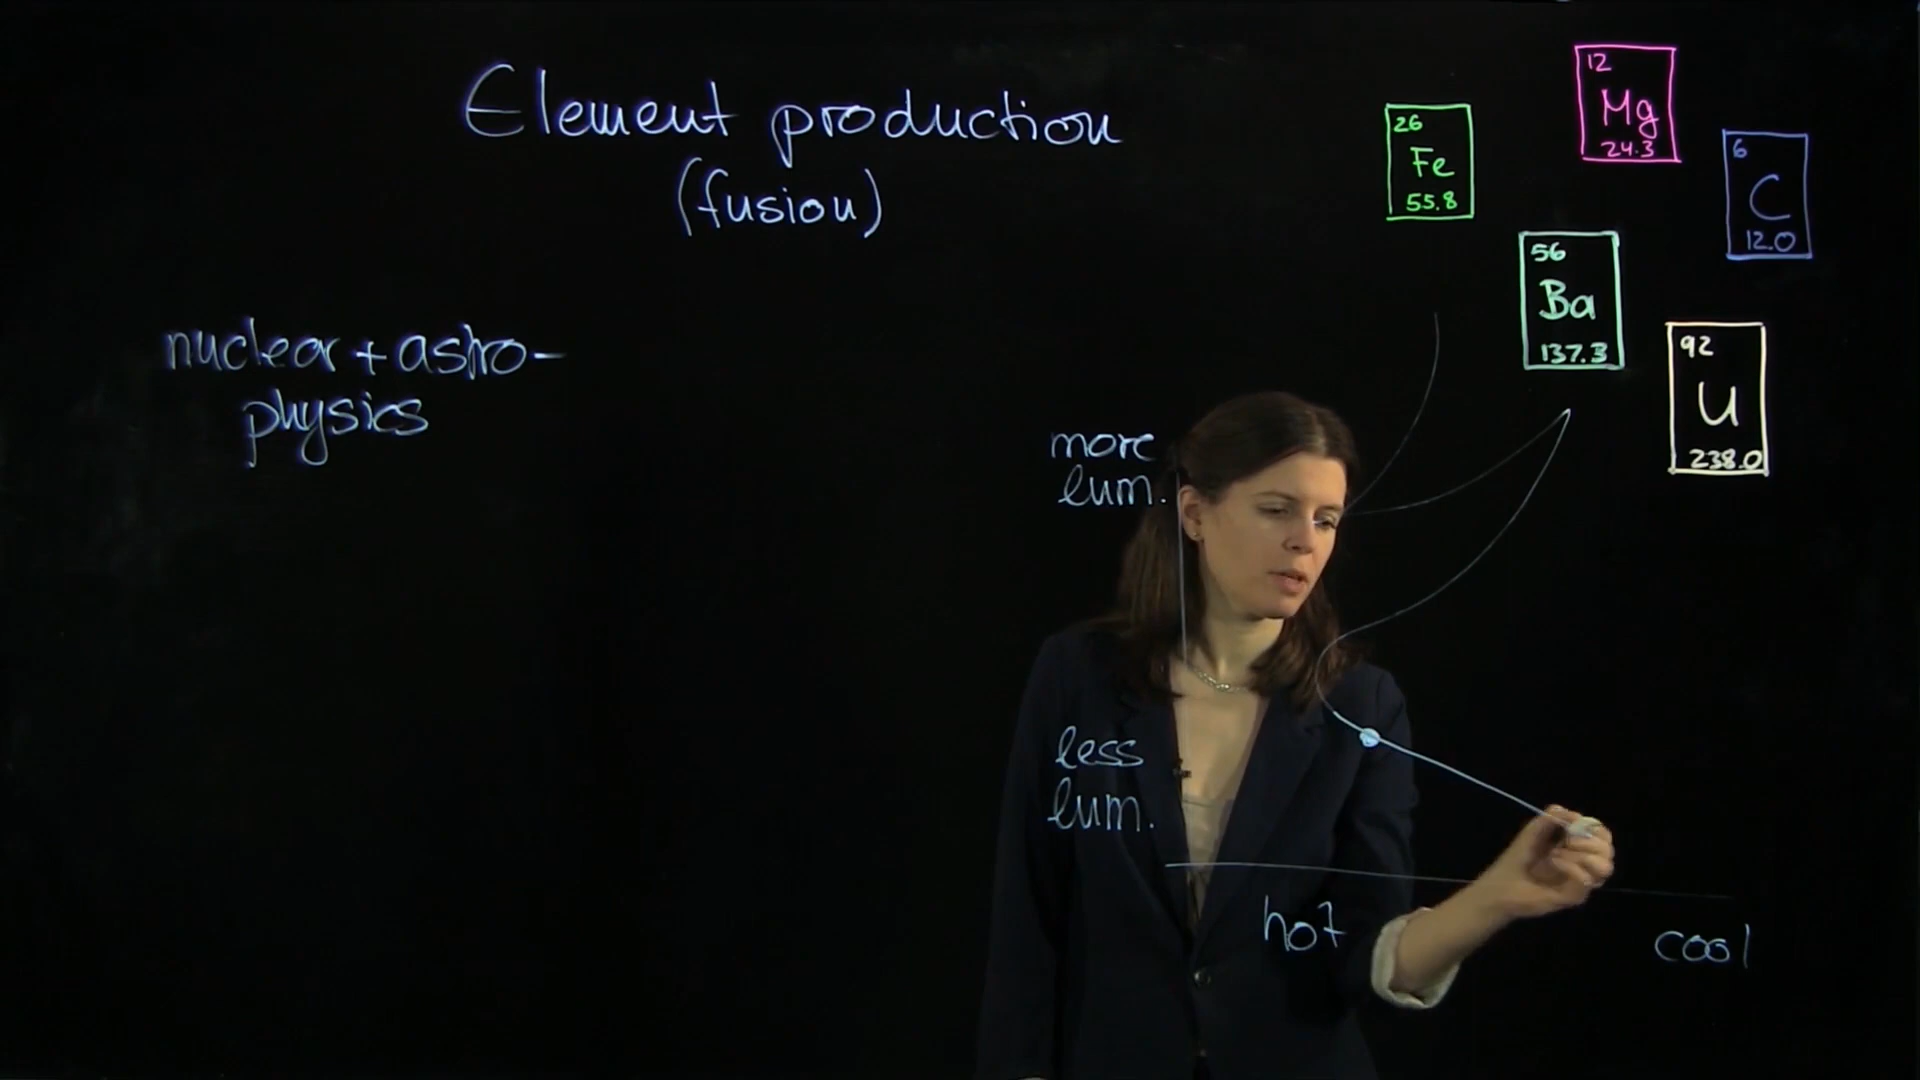 Element production
(fusion)
nuclear + astro-
physics
26
Fe
55.8
12
Mg
24.3
6
C
12.0
56
Ba
137.3
92
U
238.0
more
lum.
less
lum.
hot
cool